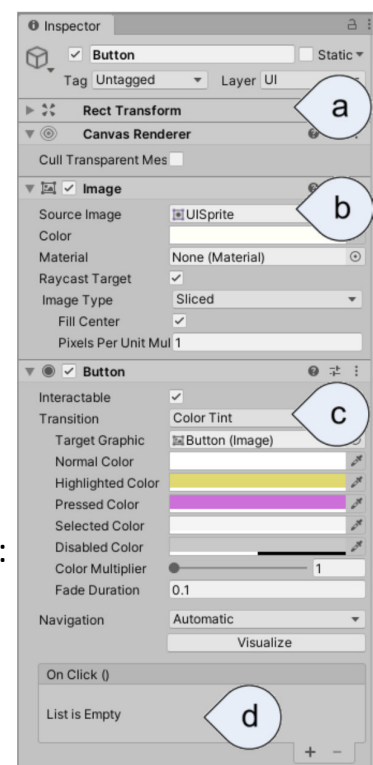 Inspector
Button Static
Tag Untagged Layer UI
Rect Transform a
Canvas Renderer
Cull Transparent Mes
Image
Source Image UISprite b
Color
Material None (Material)
Raycast Target
Image Type Sliced
Fill Center
Pixels Per Unit Mul 1
Button
Interactable
Transition Color Tint c
Target Graphic Button (Image)
Normal Color
Highlighted Color
Pressed Color
Selected Color
:
Disabled Color
Color Multiplier 1
Fade Duration 0.1
Navigation Automatic
Visualize
On Click ()
List is Empty d
+ -